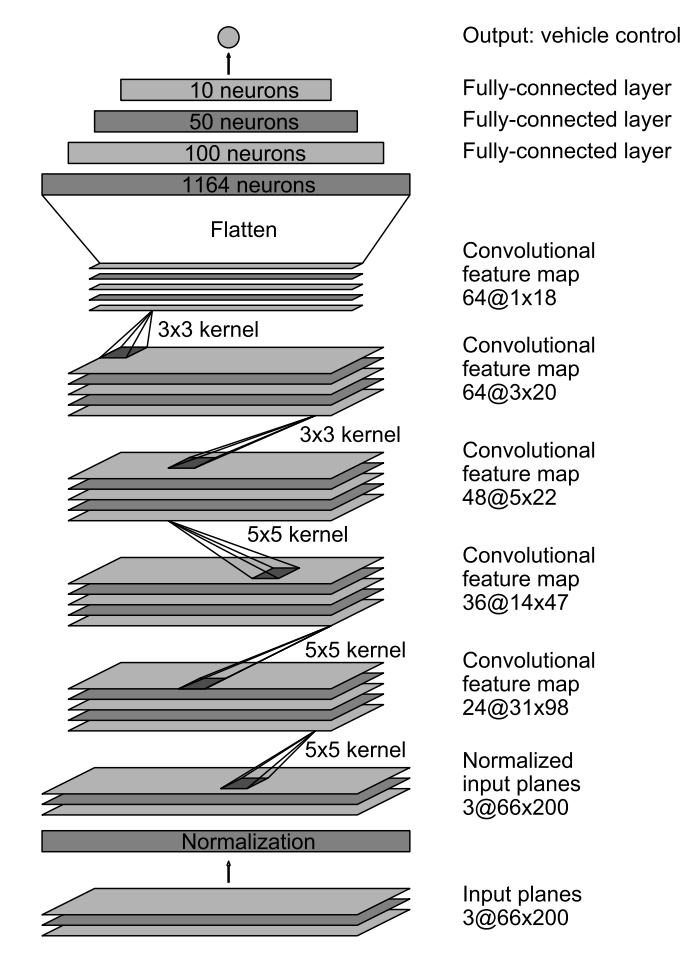 Output: vehicle control
10 neurons
Fully-connected layer
50 neurons
Fully-connected layer
100 neurons
Fully-connected layer
1164 neurons
Flatten
Convolutional
feature map
64@1x18
3x3 kernel
Convolutional
feature map
64@3x20
3x3 kernel
Convolutional
feature map
48@5x22
5x5 kernel
Convolutional
feature map
36@14x47
5x5 kernel
Convolutional
feature map
24@31x98
5x5 kernel
Normalized
input planes
3@66x200
Normalization
Input planes
3@66x200